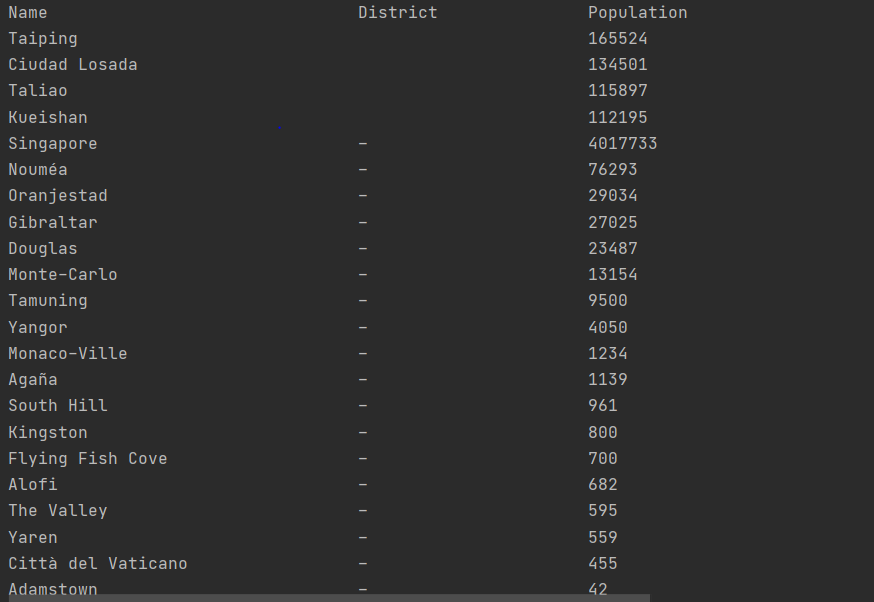 Name District Population
Taiping 165524
Ciudad Losada 134501
Taliao 115897
Kueishan 112195
Singapore – 4017733
Nouméa – 76293
Oranjestad – 29034
Gibraltar – 27025
Douglas – 23487
Monte-Carlo – 13154
Tamuning – 9500
Yangor – 4050
Monaco-Ville – 1234
Agaña – 1139
South Hill – 961
Kingston – 800
Flying Fish Cove – 700
Alofi – 682
The Valley – 595
Yaren – 559
Città del Vaticano – 455
Adamstown – 42